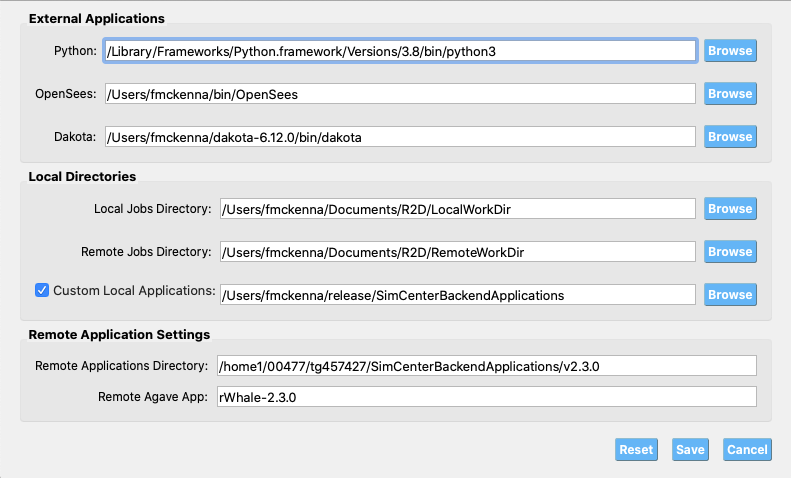 External Applications
Python: /Library/Frameworks/Python.framework/Versions/3.8/bin/python3 Browse
OpenSees: /Users/fmckenna/bin/OpenSees Browse
Dakota: /Users/fmckenna/dakota-6.12.0/bin/dakota Browse
Local Directories
Local Jobs Directory: /Users/fmckenna/Documents/R2D/LocalWorkDir Browse
Remote Jobs Directory: /Users/fmckenna/Documents/R2D/RemoteWorkDir Browse
Custom Local Applications: /Users/fmckenna/release/SimCenterBackendApplications Browse
Remote Application Settings
Remote Applications Directory: /home1/00477/tg457427/SimCenterBackendApplications/v2.3.0
Remote Agave App: rWhale-2.3.0
Reset Save Cancel